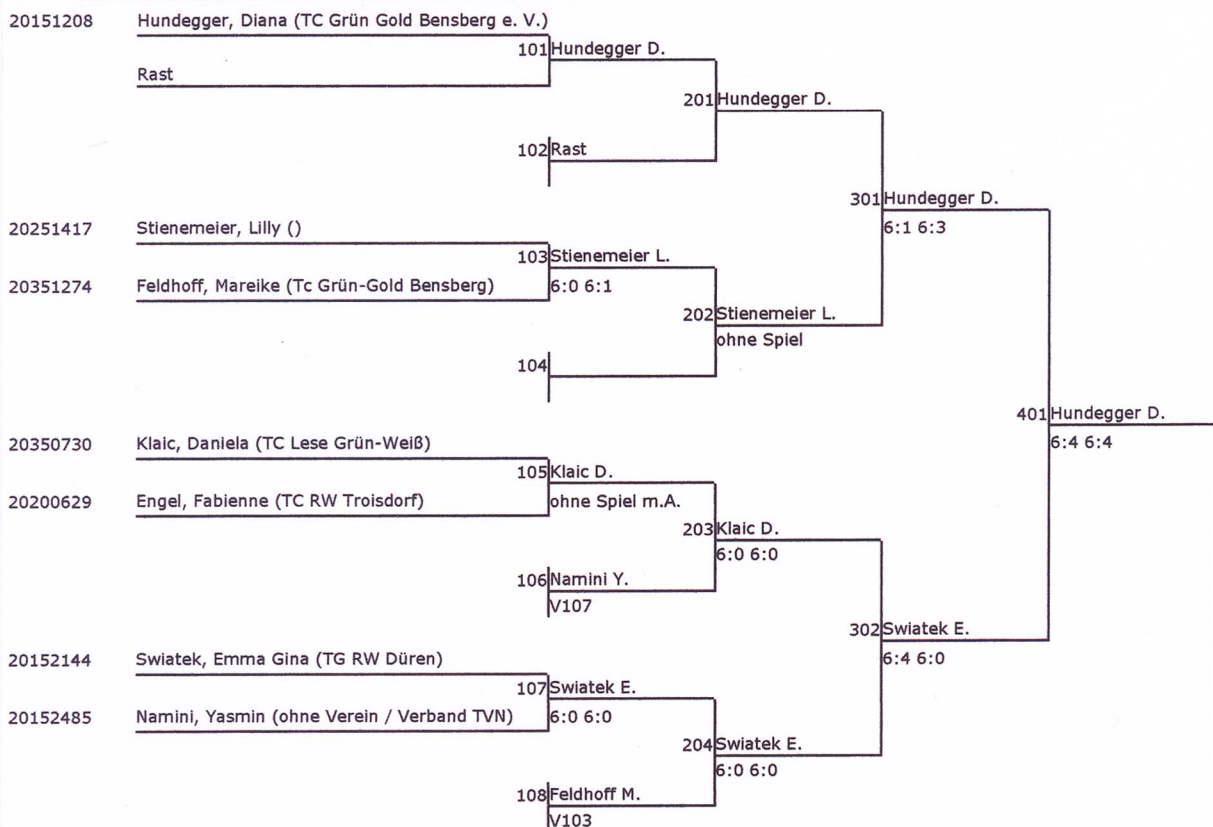 20151208 Hundegger, Diana (TC Grün Gold Bensberg e. V.)
101 Hundegger D.
Rast
201 Hundegger D.
102 Rast
301 Hundegger D.
6:1 6:3
20251417 Stienemeier, Lilly ()
103 Stienemeier L.
20351274 Feldhoff, Mareike (Tc Grün-Gold Bensberg)
6:0 6:1
202 Stienemeier L.
ohne Spiel
104
401 Hundegger D.
6:4 6:4
20350730 Klaic, Daniela (TC Lese Grün-Weiß)
105 Klaic D.
20200629 Engel, Fabienne (TC RW Troisdorf)
ohne Spiel m.A.
203 Klaic D.
6:0 6:0
106 Namini Y.
V107
302 Swiatek E.
6:4 6:0
20152144 Swiatek, Emma Gina (TG RW Düren)
107 Swiatek E.
20152485 Namini, Yasmin (ohne Verein / Verband TVN)
6:0 6:0
204 Swiatek E.
6:0 6:0
108 Feldhoff M.
V103